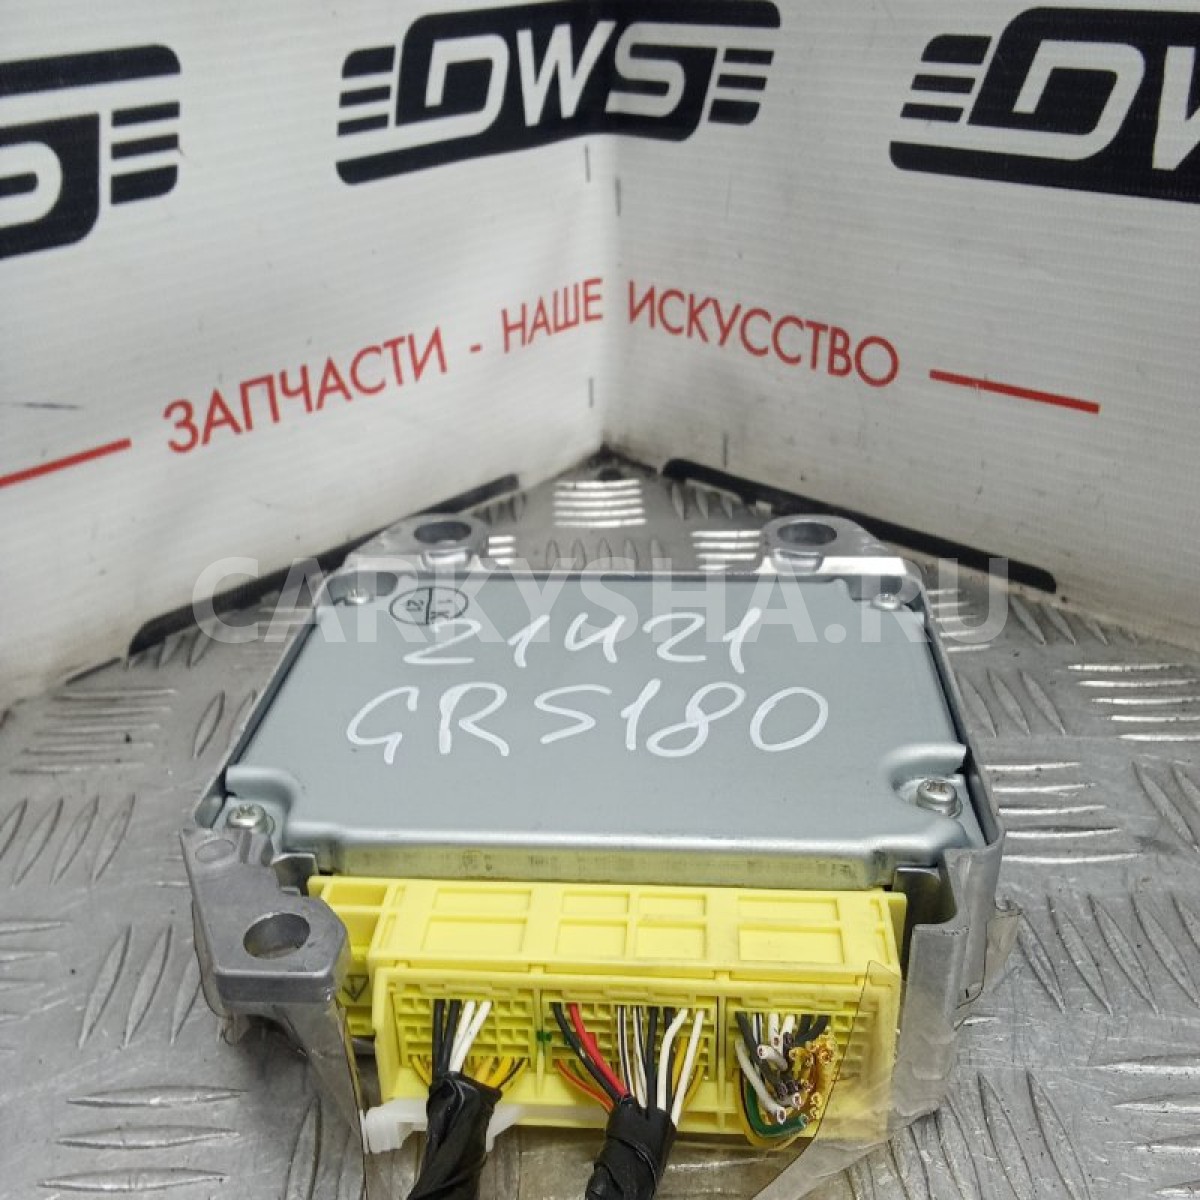 DWS
DWS
DWS
ЗАПЧАСТИ - НАШЕ ИСКУССТВО
CARKYSHA.RU
21421
GRS180